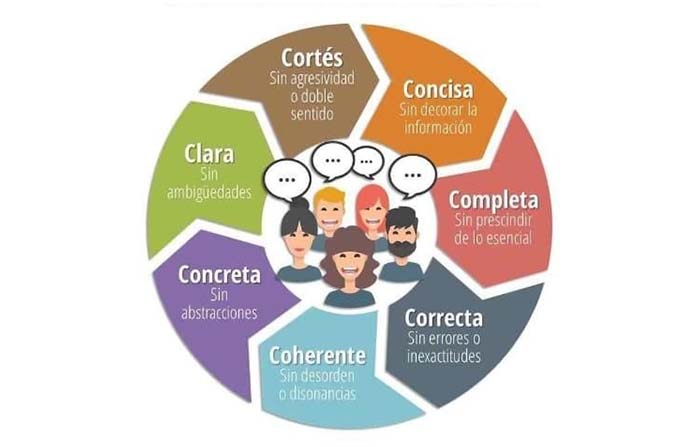 Cortés
Sin agresividad
o doble
sentido
Concisa
Sin decorar la
información
Completa
Sin prescindir
de lo esencial
Correcta
Sin errores o
inexactitudes
Coherente
Sin desorden
o disonancias
Concreta
Sin
abstracciones
Clara
Sin
ambigüedades